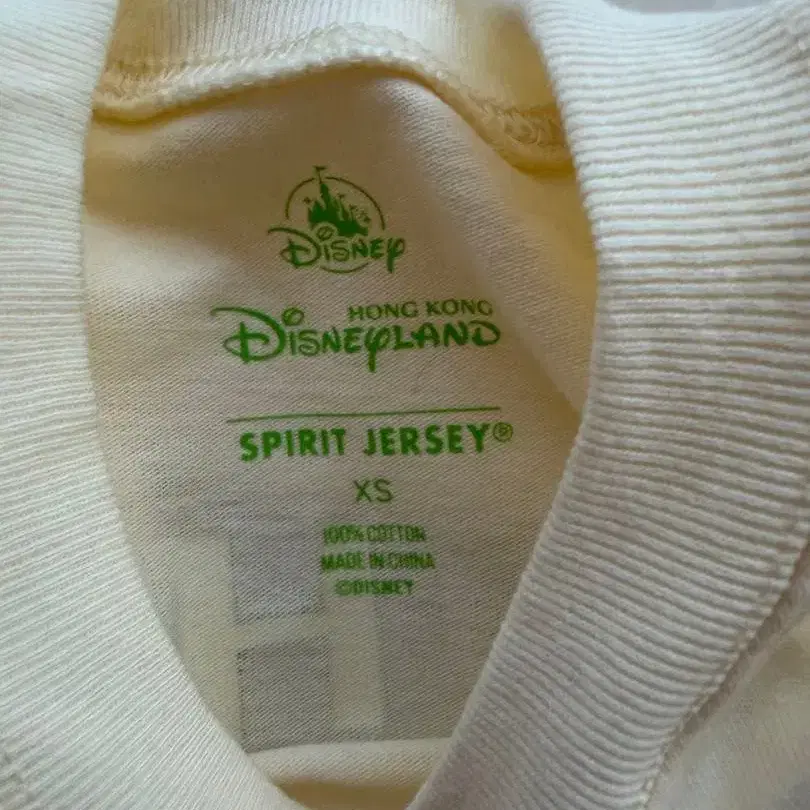 Disney
HONG KONG
Disneyland
SPIRIT JERSEY®
XS
100% COTTON
MADE IN CHINA
©DISNEY